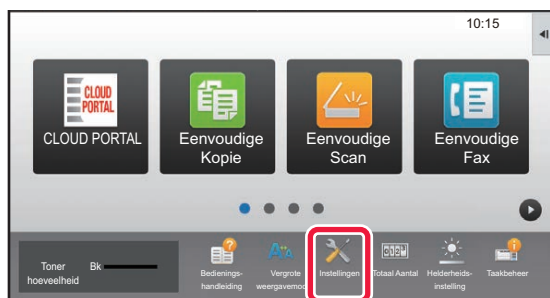 10:15
CLOUD
PORTAL
CLOUD PORTAL
Eenvoudige
Kopie
Eenvoudige
Scan
Eenvoudige
Fax
Toner
hoeveelheid
Bk
Bedienings-
handleiding
Vergrote
weergavemodus
Instellingen
Totaal Aantal
Helderheids-
instelling
Taakbeheer